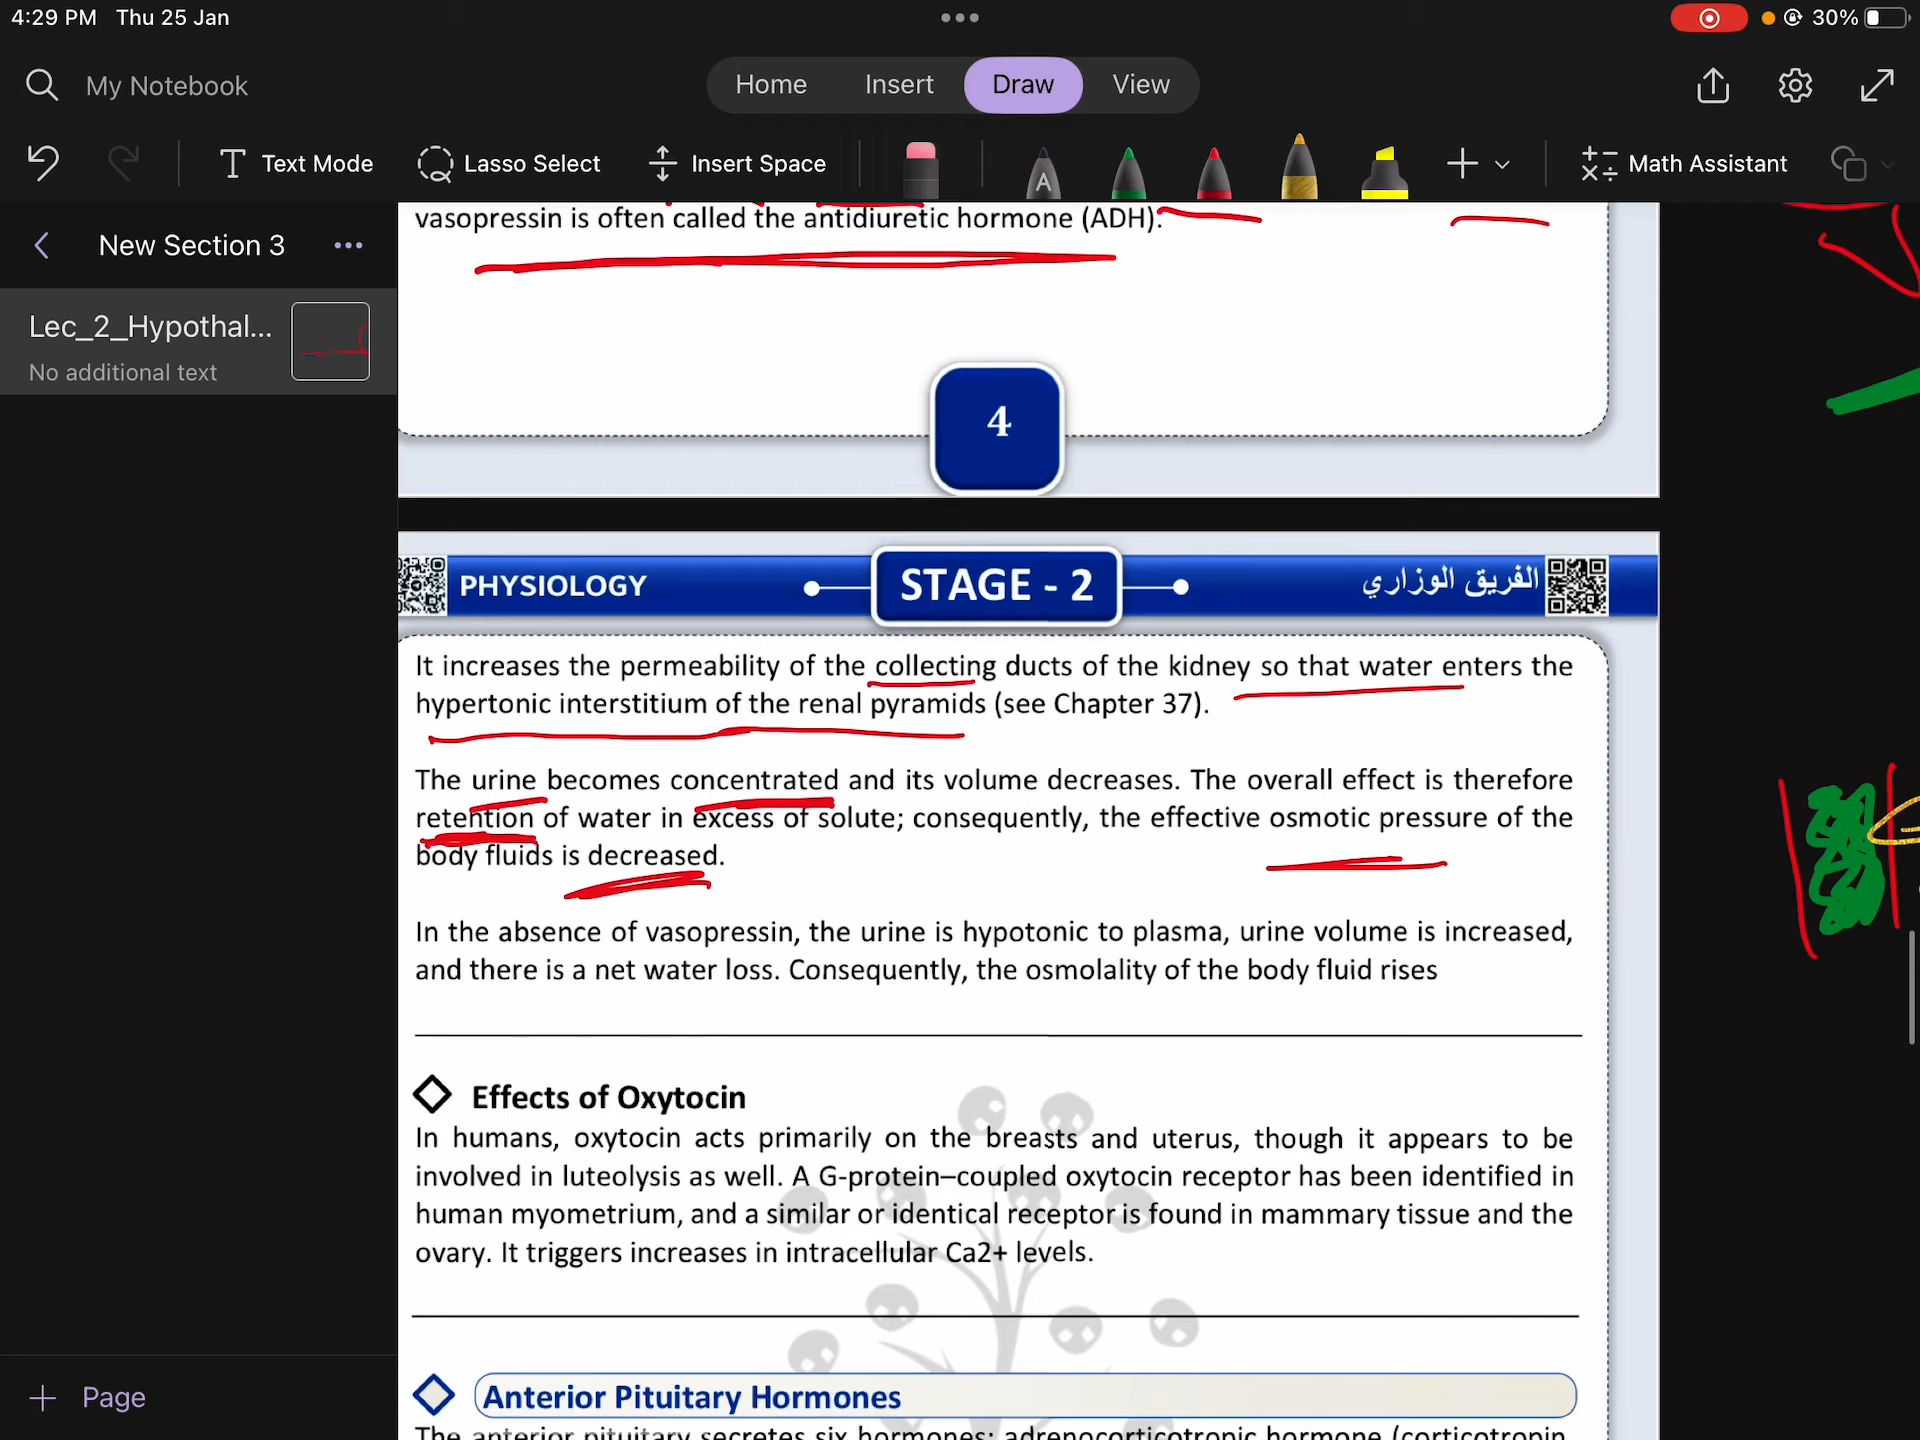 4:29 PM Thu 25 Jan
30%
My Notebook
Home Insert Draw View
Text Mode Lasso Select Insert Space A Math Assistant
New Section 3
Lec_2_Hypothal...
No additional text
vasopressin is often called the antidiuretic hormone (ADH).
4
PHYSIOLOGY STAGE - 2 الفريق الوزاري
It increases the permeability of the collecting ducts of the kidney so that water enters the
hypertonic interstitium of the renal pyramids (see Chapter 37).
The urine becomes concentrated and its volume decreases. The overall effect is therefore
retention of water in excess of solute; consequently, the effective osmotic pressure of the
body fluids is decreased.
In the absence of vasopressin, the urine is hypotonic to plasma, urine volume is increased,
and there is a net water loss. Consequently, the osmolality of the body fluid rises
Effects of Oxytocin
In humans, oxytocin acts primarily on the breasts and uterus, though it appears to be
involved in luteolysis as well. A G-protein–coupled oxytocin receptor has been identified in
human myometrium, and a similar or identical receptor is found in mammary tissue and the
ovary. It triggers increases in intracellular Ca2+ levels.
Anterior Pituitary Hormones
The anterior pituitary secretes six hormones: adrenocorticotropic hormone (corticotropin,
Page